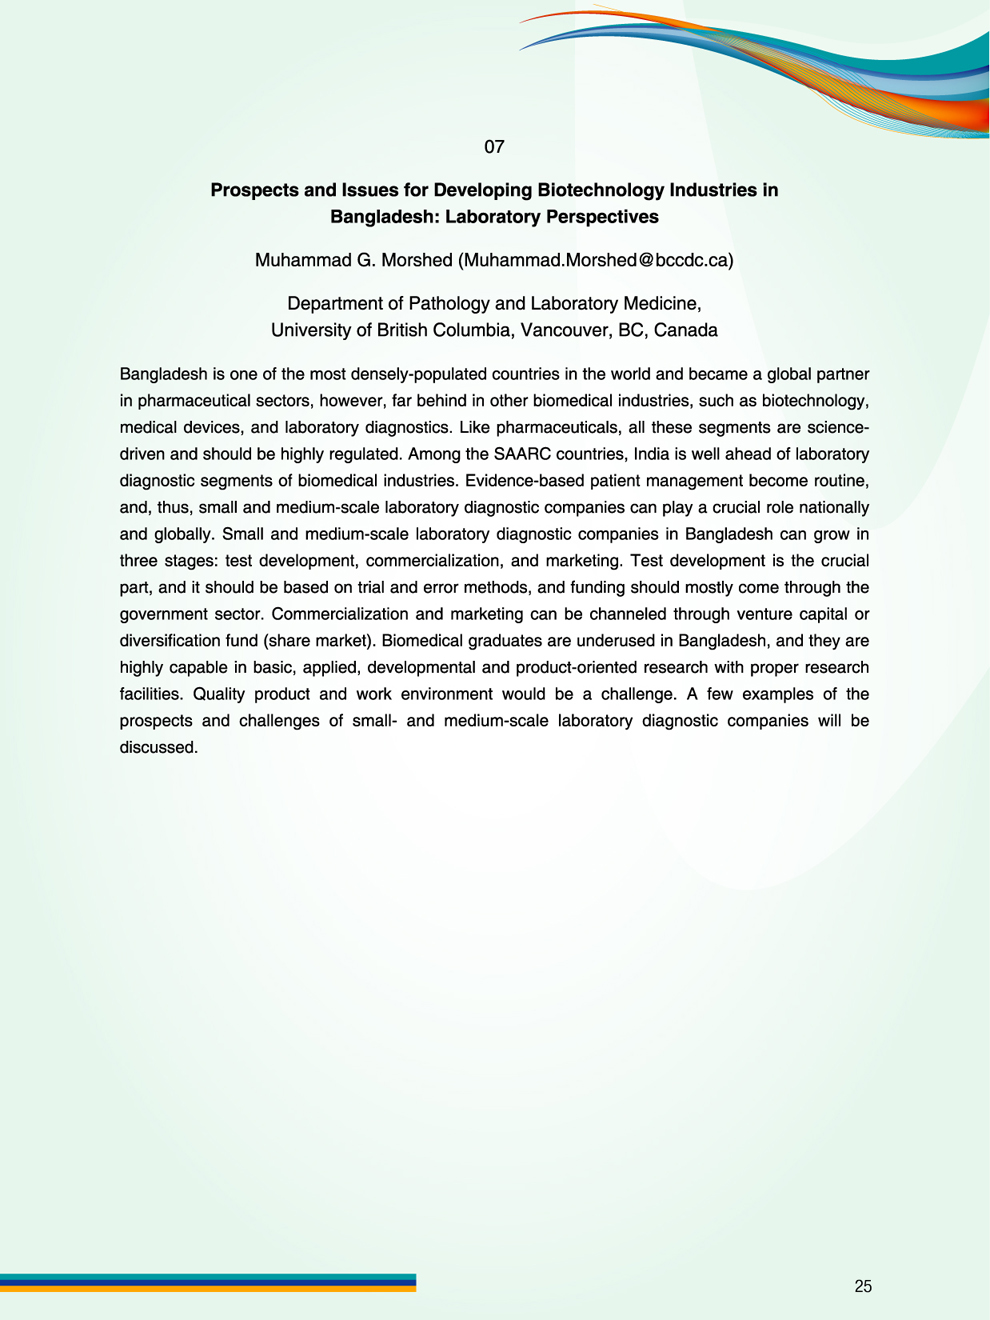 07
Prospects and Issues for Developing Biotechnology Industries in
Bangladesh: Laboratory Perspectives
Muhammad G. Morshed (Muhammad.Morshed@bccdc.ca)
Department of Pathology and Laboratory Medicine,
University of British Columbia, Vancouver, BC, Canada
Bangladesh is one of the most densely-populated countries in the world and became a global partner
in pharmaceutical sectors, however, far behind in other biomedical industries, such as biotechnology,
medical devices, and laboratory diagnostics. Like pharmaceuticals, all these segments are science-
driven and should be highly regulated. Among the SAARC countries, India is well ahead of laboratory
diagnostic segments of biomedical industries. Evidence-based patient management become routine,
and, thus, small and medium-scale laboratory diagnostic companies can play a crucial role nationally
and globally. Small and medium-scale laboratory diagnostic companies in Bangladesh can grow in
three stages: test development, commercialization, and marketing. Test development is the crucial
part, and it should be based on trial and error methods, and funding should mostly come through the
government sector. Commercialization and marketing can be channeled through venture capital or
diversification fund (share market). Biomedical graduates are underused in Bangladesh, and they are
highly capable in basic, applied, developmental and product-oriented research with proper research
facilities. Quality product and work environment would be a challenge. A few examples of the
prospects and challenges of small- and medium-scale laboratory diagnostic companies will be
discussed.
25